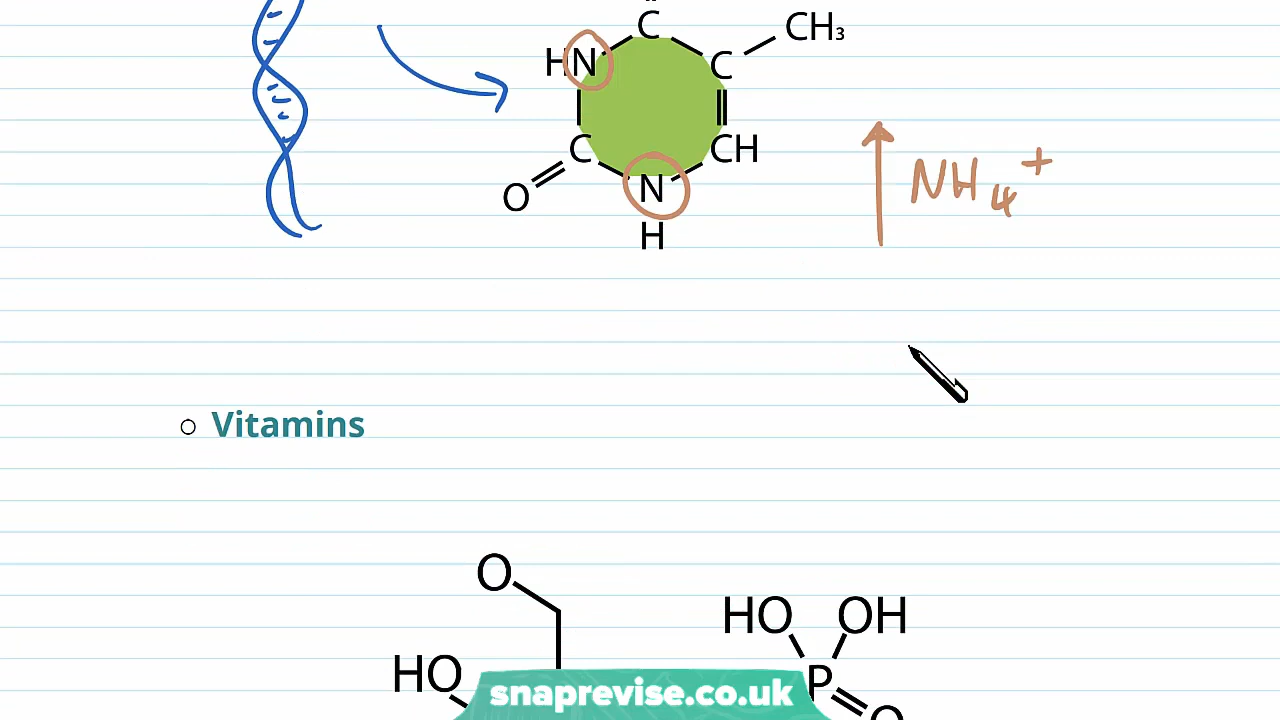 C
CH₃
HN
C
C
CH
O
N
H
NH₄⁺
Vitamins
O
HO
OH
HO
P
O
snaprevise.co.uk